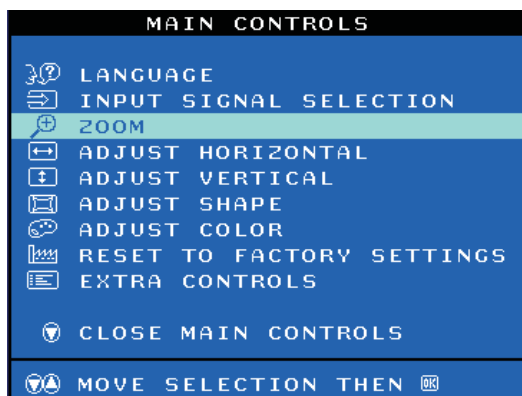 MAIN CONTROLS
LANGUAGE
INPUT SIGNAL SELECTION
ZOOM
ADJUST HORIZONTAL
ADJUST VERTICAL
ADJUST SHAPE
ADJUST COLOR
RESET TO FACTORY SETTINGS
EXTRA CONTROLS
CLOSE MAIN CONTROLS
MOVE SELECTION THEN OK